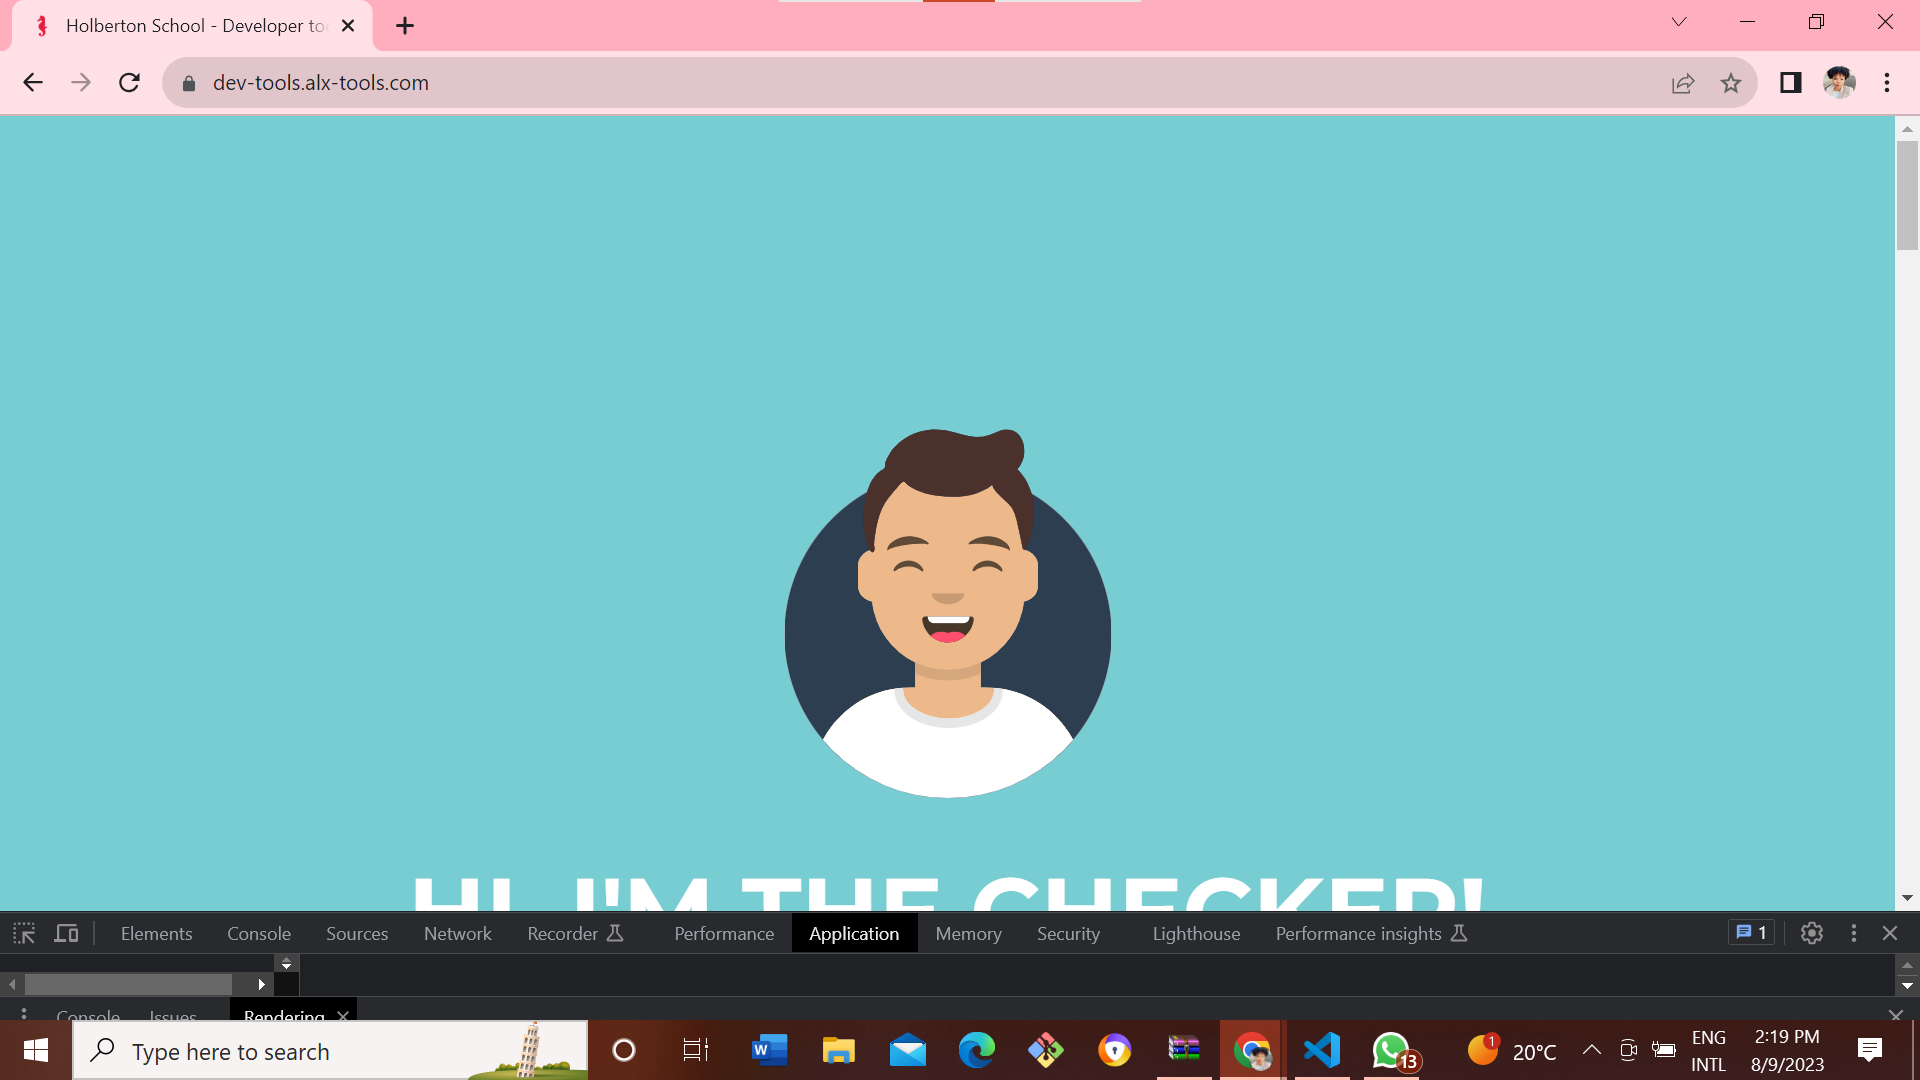 Holberton School - Developer too
dev-tools.alx-tools.com
HI, I'M THE CHECKER!
Elements Console Sources Network Recorder Performance Application Memory Security Lighthouse Performance insights 1
Console Issues Rendering
Type here to search
13
1
20°C
ENG
INTL
2:19 PM
8/9/2023